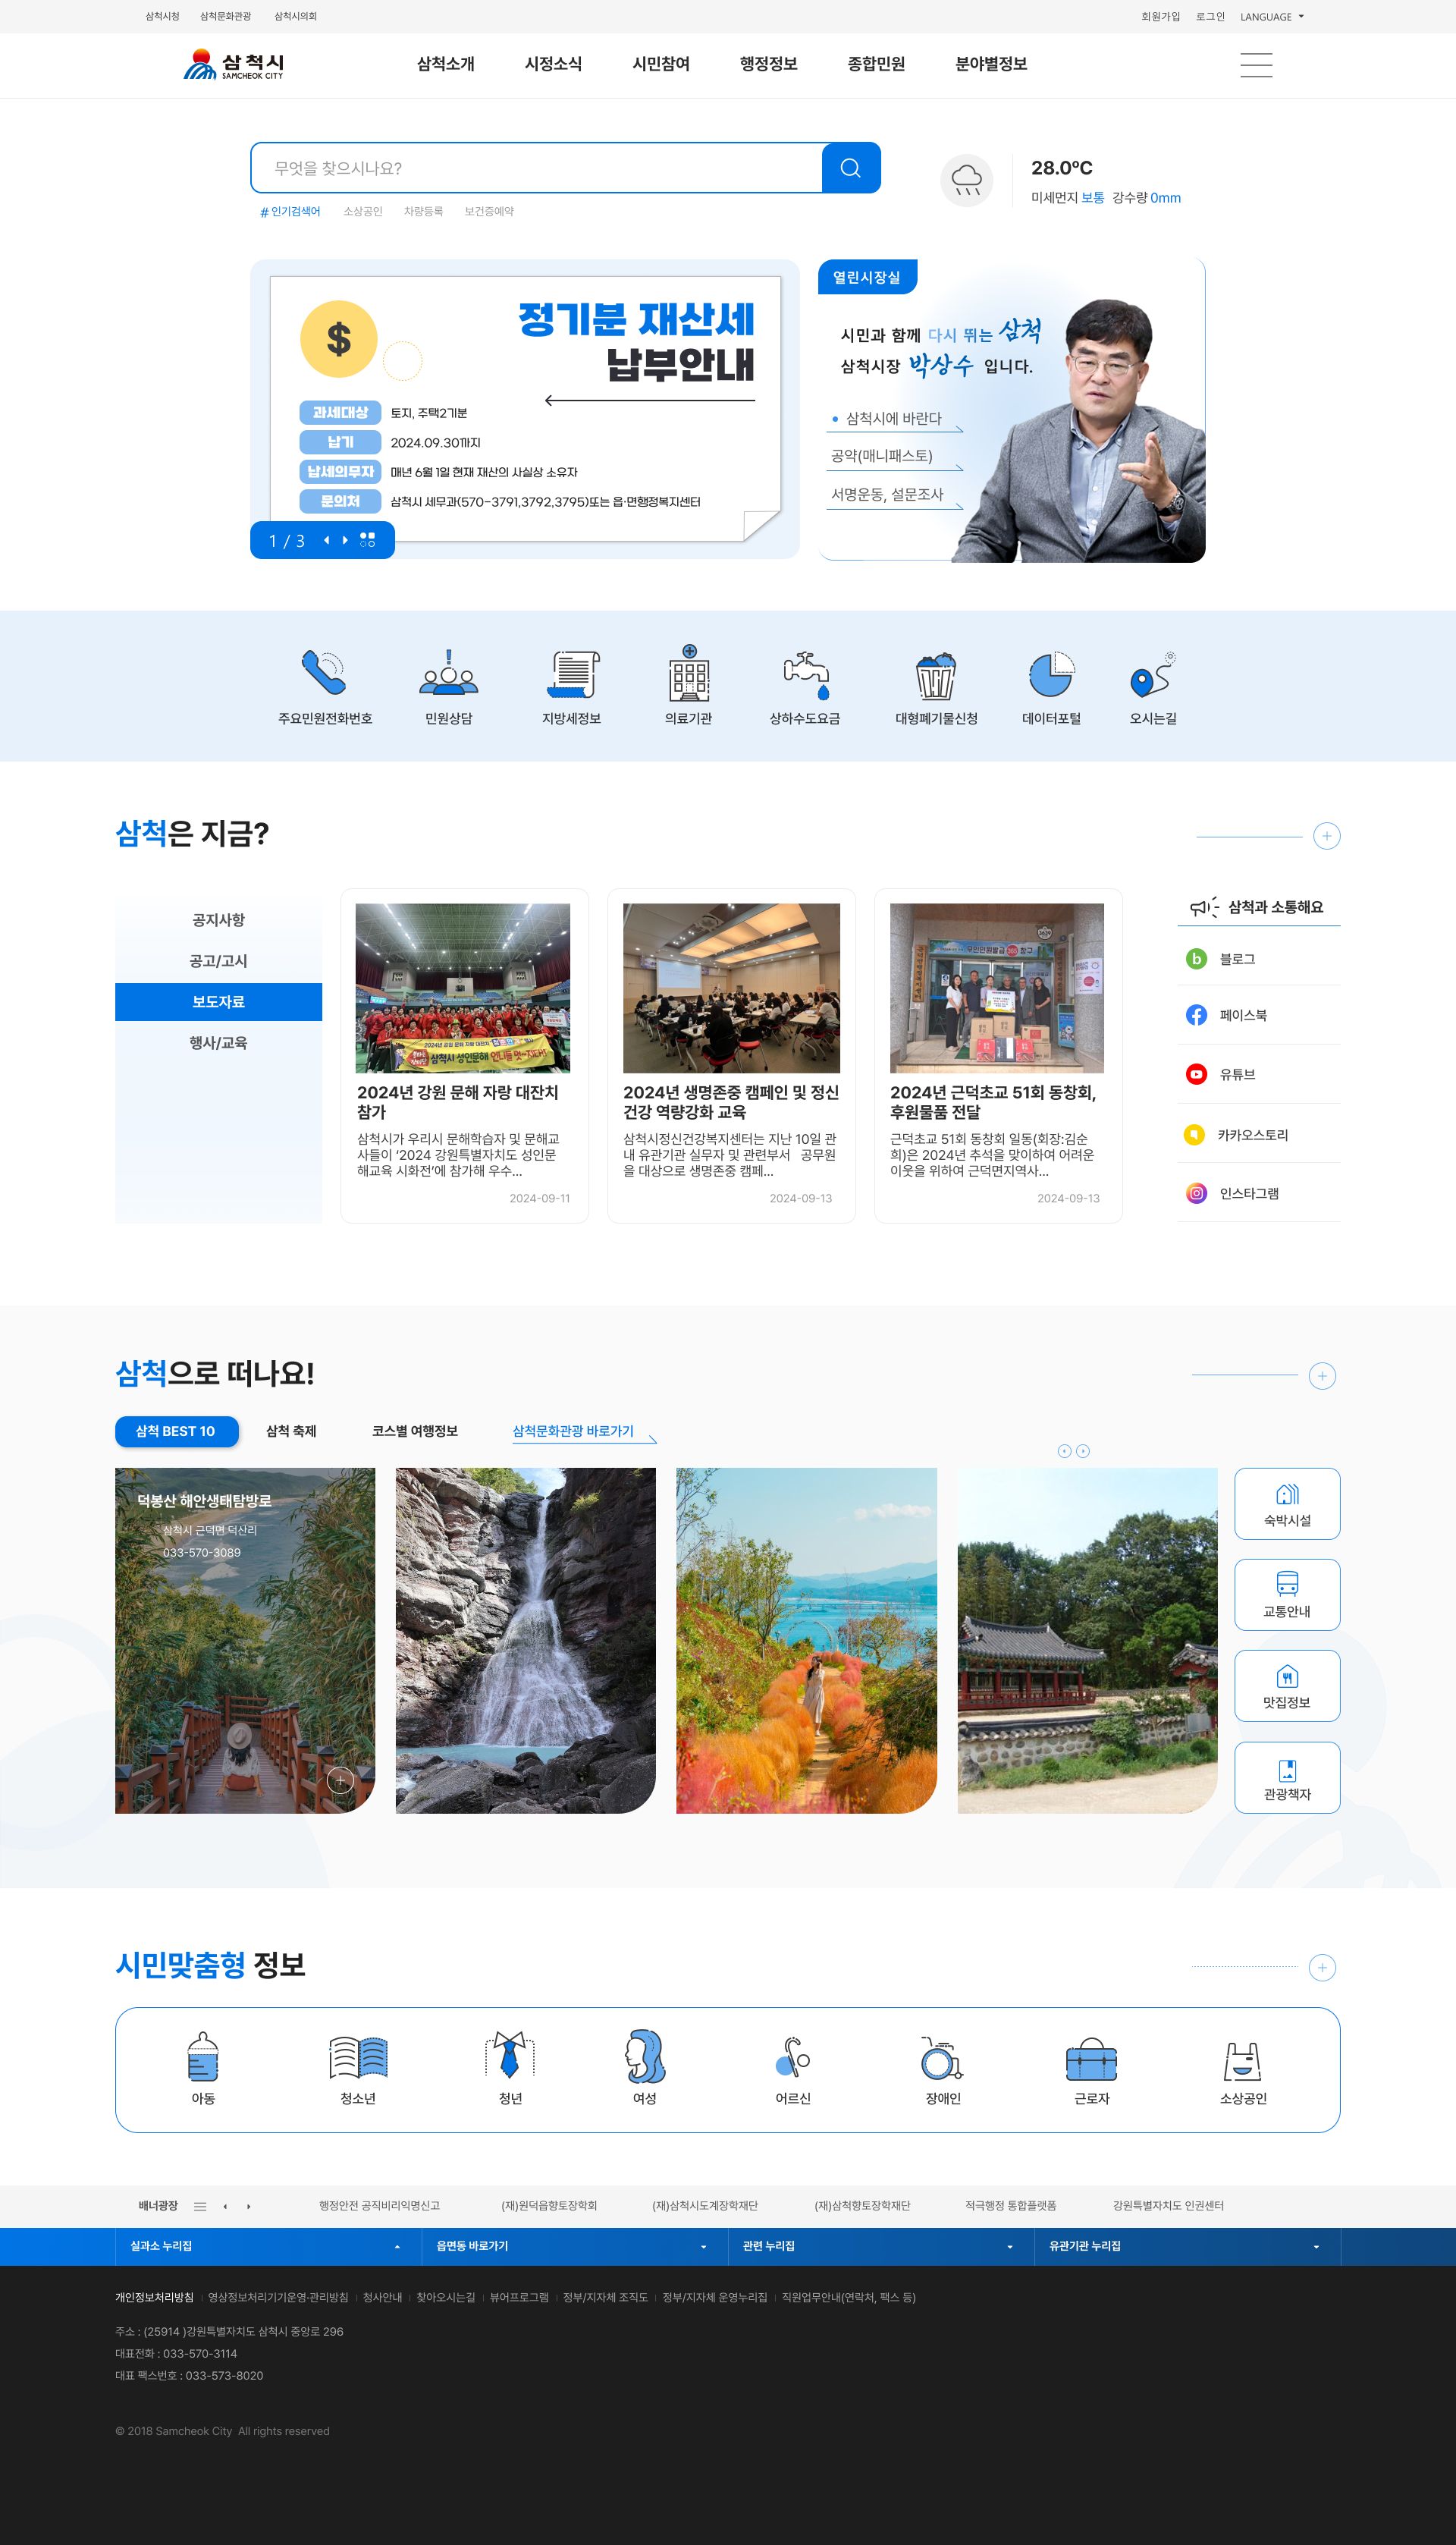 삼척시청 삼척문화관광 삼척시의회
회원가입 로그인 LANGUAGE
삼척시
SAMCHEOK CITY
삼척소개 시정소식 시민참여 행정정보 종합민원 분야별정보
무엇을 찾으시나요?
# 인기검색어 소상공인 차량등록 보건증예약
28.0ºC
미세먼지 보통 강수량 0mm
$
정기분 재산세
납부안내
과세대상 토지, 주택2기분
납기 2024.09.30까지
납세의무자 매년 6월 1일 현재 재산의 사실상 소유자
문의처 삼척시 세무과(570-3791,3792,3795)또는 읍·면행정복지센터
1 / 3
열린시장실
시민과 함께 다시 뛰는 삼척
삼척시장 박상수 입니다.
삼척시에 바란다
공약(매니패스토)
서명운동, 설문조사
주요민원전화번호 민원상담 지방세정보 의료기관 상하수도요금 대형폐기물신청 데이터포털 오시는길
삼척은 지금?
공지사항
공고/고시
보도자료
행사/교육
2024년 강원 문해 자랑 대잔치
삼척시 성인문해
2024년 강원 문해 자랑 대잔치
참가
삼척시가 우리시 문해학습자 및 문해교
사들이 ‘2024 강원특별자치도 성인문
해교육 시화전’에 참가해 우수...
2024-09-11
2024년 생명존중 캠페인 및 정신
건강 역량강화 교육
삼척시정신건강복지센터는 지난 10일 관
내 유관기관 실무자 및 관련부서 공무원
을 대상으로 생명존중 캠페...
2024-09-13
2024년 근덕초교 51회 동창회,
후원물품 전달
근덕초교 51회 동창회 일동(회장:김순
희)은 2024년 추석을 맞이하여 어려운
이웃을 위하여 근덕면지역사...
2024-09-13
삼척과 소통해요
블로그
페이스북
유튜브
카카오스토리
인스타그램
삼척으로 떠나요!
삼척 BEST 10 삼척 축제 코스별 여행정보 삼척문화관광 바로가기
덕봉산 해안생태탐방로
삼척시 근덕면 덕산리
033-570-3089
숙박시설
교통안내
맛집정보
관광책자
시민맞춤형 정보
아동 청소년 청년 여성 어르신 장애인 근로자 소상공인
배너광장 행정안전 공직비리익명신고 (재)원덕읍향토장학회 (재)삼척시도계장학재단 (재)삼척향토장학재단 적극행정 통합플랫폼 강원특별자치도 인권센터
실과소 누리집 읍면동 바로가기 관련 누리집 유관기관 누리집
개인정보처리방침 영상정보처리기기운영·관리방침 청사안내 찾아오시는길 뷰어프로그램 정부/지자체 조직도 정부/지자체 운영누리집 직원업무안내(연락처, 팩스 등)
주소 : (25914 )강원특별자치도 삼척시 중앙로 296
대표전화 : 033-570-3114
대표 팩스번호 : 033-573-8020
© 2018 Samcheok City All rights reserved